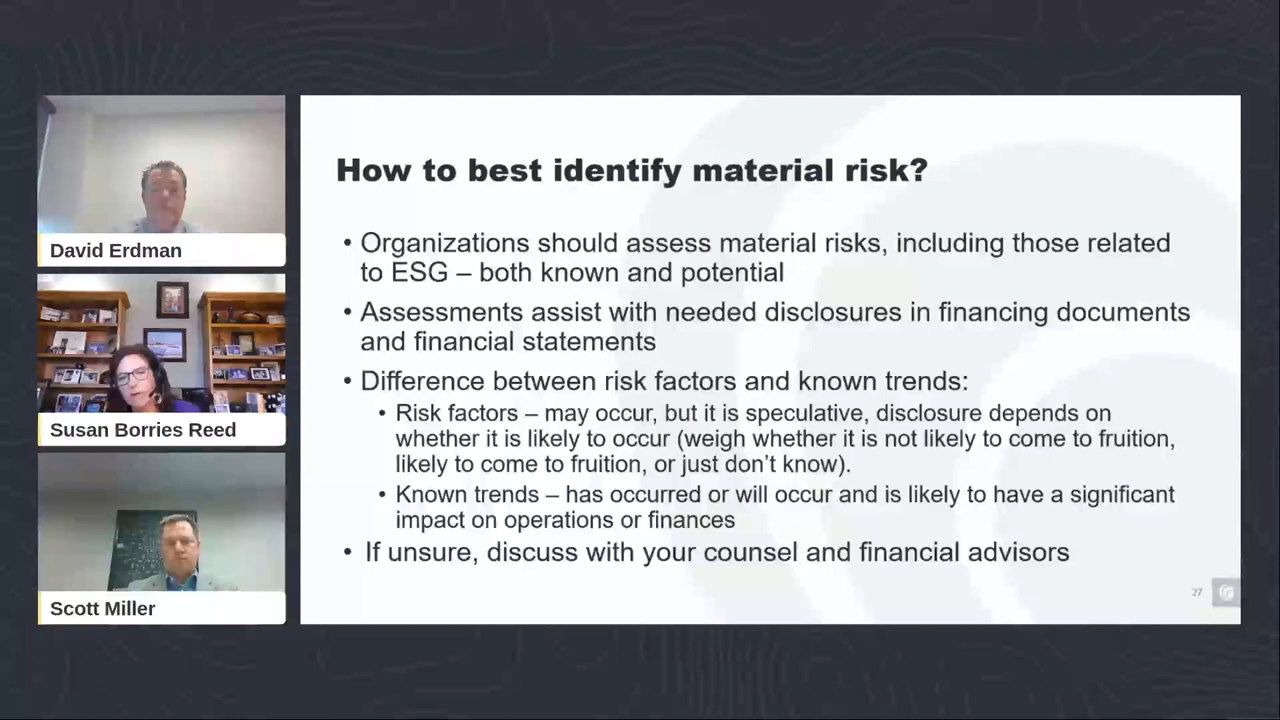 David Erdman
Susan Borries Reed
Scott Miller
How to best identify material risk?
• Organizations should assess material risks, including those related
to ESG – both known and potential
• Assessments assist with needed disclosures in financing documents
and financial statements
• Difference between risk factors and known trends:
• Risk factors – may occur, but it is speculative, disclosure depends on
whether it is likely to occur (weigh whether it is not likely to come to fruition,
likely to come to fruition, or just don’t know).
• Known trends – has occurred or will occur and is likely to have a significant
impact on operations or finances
• If unsure, discuss with your counsel and financial advisors
27